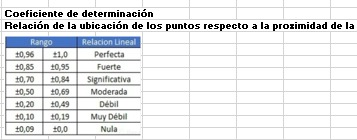 Coeficiente de determinación
Relación de la ubicación de los puntos respecto a la proximidad de la
Rango Relacion Lineal
±0,96 ±1,0 Perfecta
±0,85 ±0,95 Fuerte
±0,70 ±0,84 Significativa
±0,50 ±0,69 Moderada
±0,20 ±0,49 Débil
±0,10 ±0,19 Muy Débil
±0,09 ±0,0 Nula